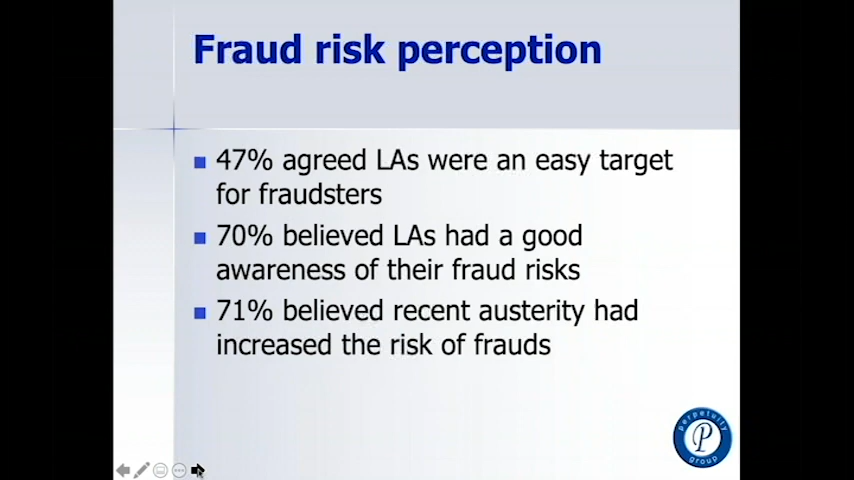 Fraud risk perception
47% agreed LAs were an easy target
for fraudsters
70% believed LAs had a good
awareness of their fraud risks
71% believed recent austerity had
increased the risk of frauds
perpetuity
P
group